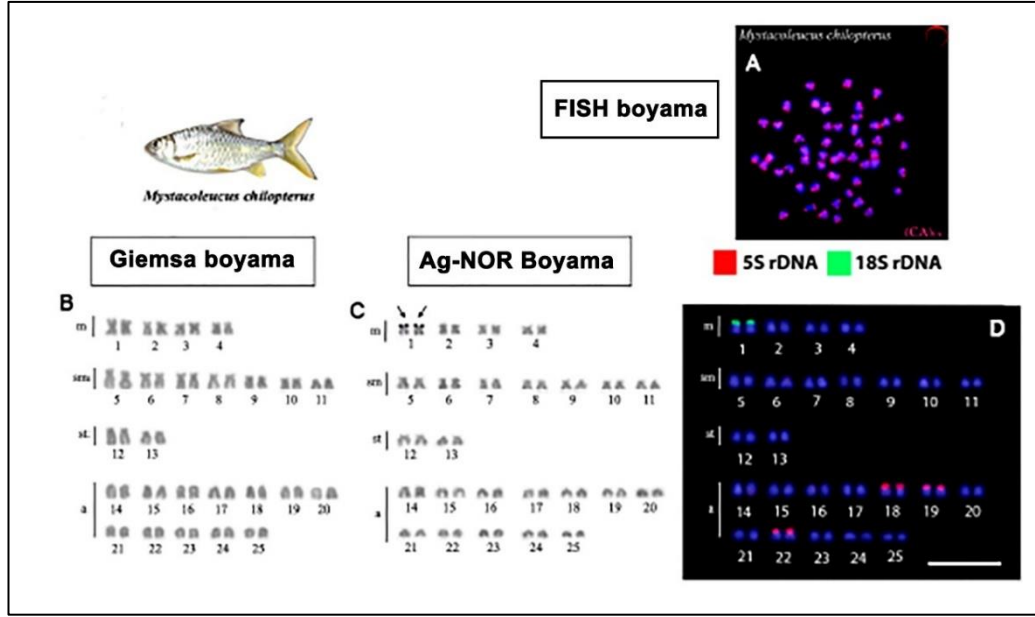 Mystacoleucus chilopterus
A
FISH boyama
Mystacoleucus chilopterus
5S rDNA 18S rDNA
Giemsa boyama
Ag-NOR Boyama
B
m
1 2 3 4
sm
5 6 7 8 9 10 11
st
12 13
a
14 15 16 17 18 19 20
21 22 23 24 25
C
m
1 2 3 4
sm
5 6 7 8 9 10 11
st
12 13
a
14 15 16 17 18 19 20
21 22 23 24 25
D
m
1 2 3 4
sm
5 6 7 8 9 10 11
st
12 13
a
14 15 16 17 18 19 20
21 22 23 24 25